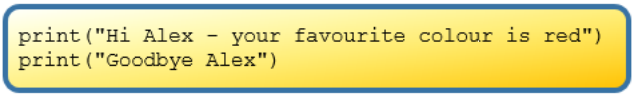 print("Hi Alex – your favourite colour is red")
print("Goodbye Alex")